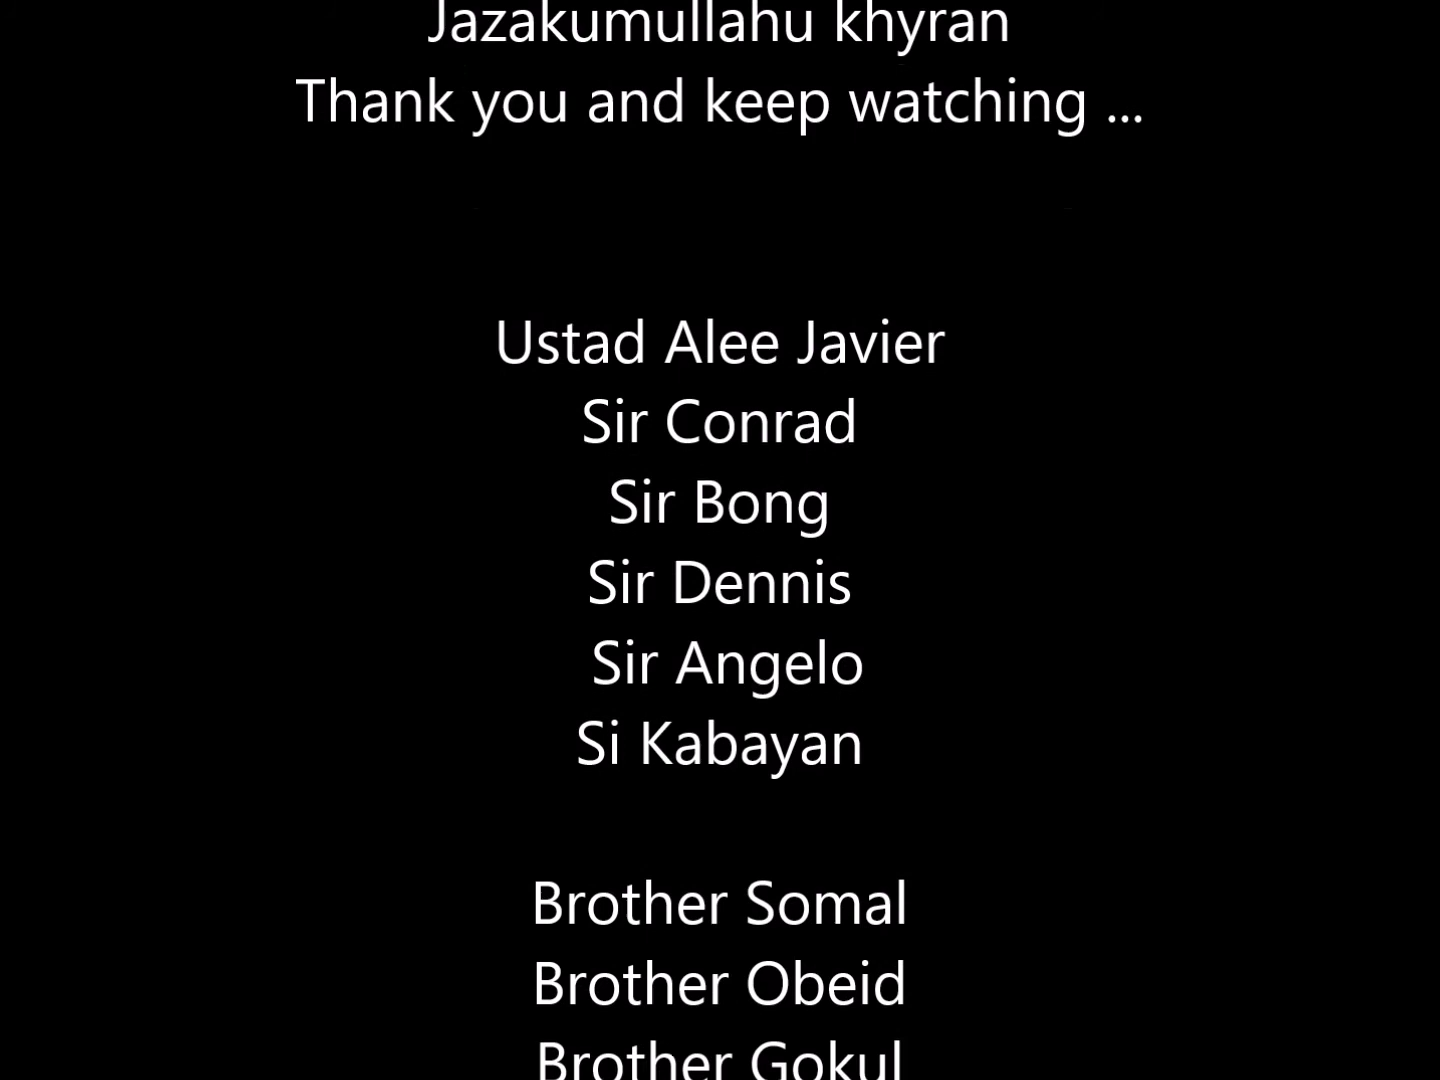 Jazakumullahu khyran
Thank you and keep watching ...
Ustad Alee Javier
Sir Conrad
Sir Bong
Sir Dennis
Sir Angelo
Si Kabayan
Brother Somal
Brother Obeid
Brother Gokul